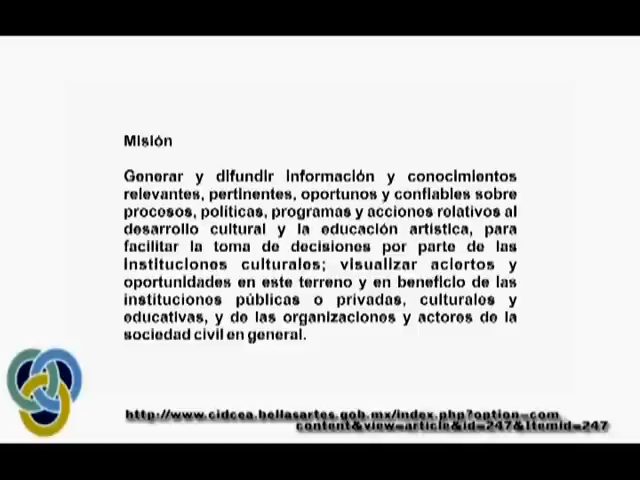 Misión
Generar y difundir información y conocimientos
relevantes, pertinentes, oportunos y confiables sobre
procesos, políticas, programas y acciones relativos al
desarrollo cultural y la educación artística, para
facilitar la toma de decisiones por parte de las
instituciones culturales; visualizar aciertos y
oportunidades en este terreno y en beneficio de las
instituciones públicas o privadas, culturales y
educativas, y de las organizaciones y actores de la
sociedad civil en general.
http://www.cidcea.bellasartes.gob.mx/index.php?option=com
content&view=article&id=247&Itemid=247